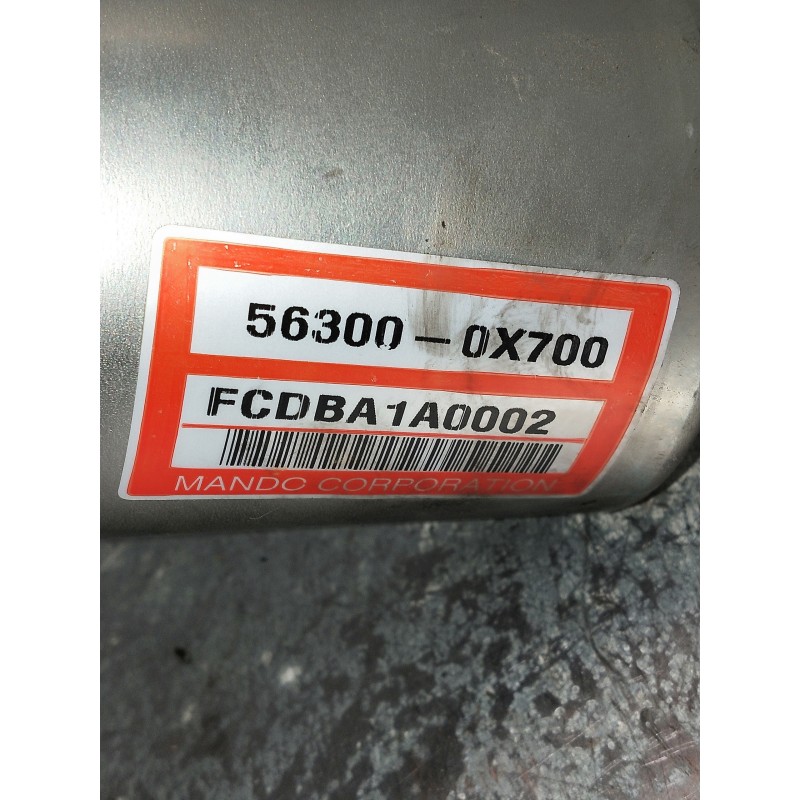 56300-0X700
FCDBA1A0002
MANDO CORPORATION